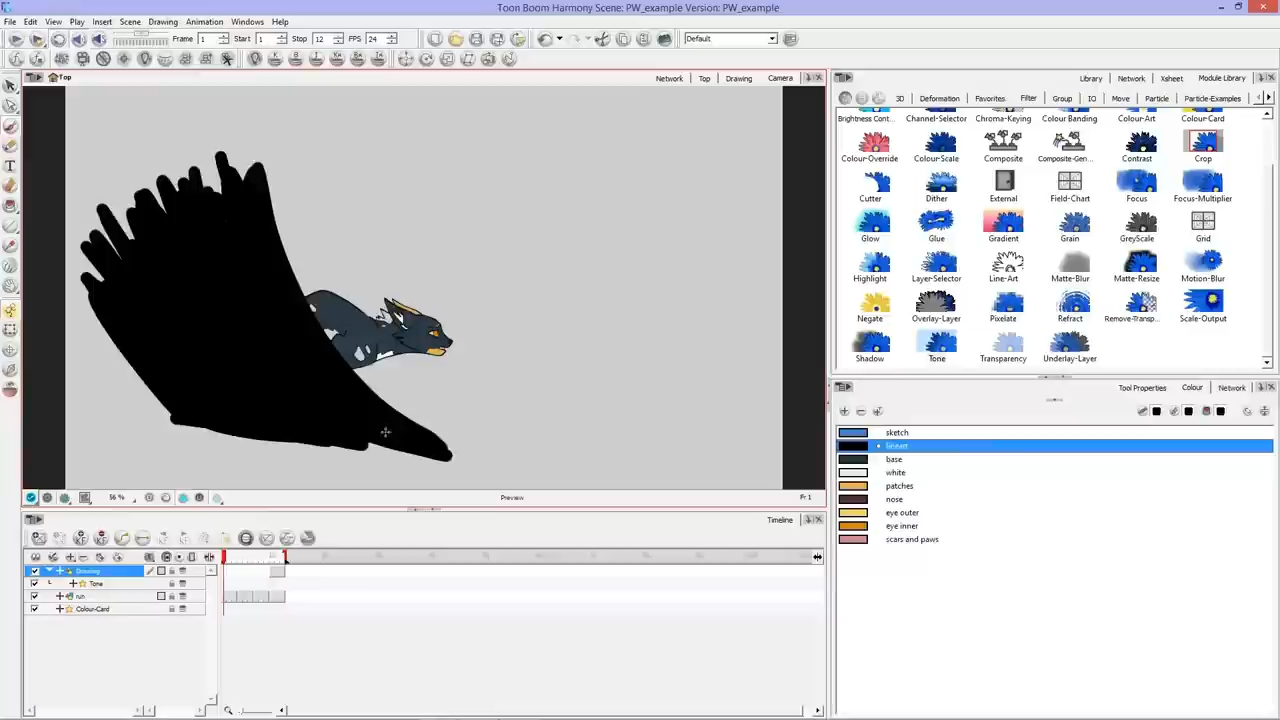 Toon Boom Harmony Scene: PW_example Version: PW_example
File Edit View Play Insert Scene Drawing Animation Windows Help
Frame 1 Start 1 Stop 12 FPS 24 Default
Top Network Top Drawing Camera
Library Network Xsheet Module Library
3D Deformation Favorites Filter Group IO Move Particle Particle-Examples
Brightness Cont... Channel-Selector Chroma-Keying Colour Banding Colour-Art Colour-Card
Colour-Override Colour-Scale Composite Composite-Gen... Contrast Crop
Cutter Dither External Field-Chart Focus Focus-Multiplier
Glow Glue Gradient Grain GreyScale Grid
Highlight Layer-Selector Line-Art Matte-Blur Matte-Resize Motion-Blur
Negate Overlay-Layer Pixelate Refract Remove-Transp... Scale-Output
Shadow Tone Transparency Underlay-Layer
Tool Properties Colour Network
sketch
lineart
base
white
patches
nose
eye outer
eye inner
scars and paws
56 % Preview Fr 1
Timeline
Drawing
Tone
run
Colour-Card